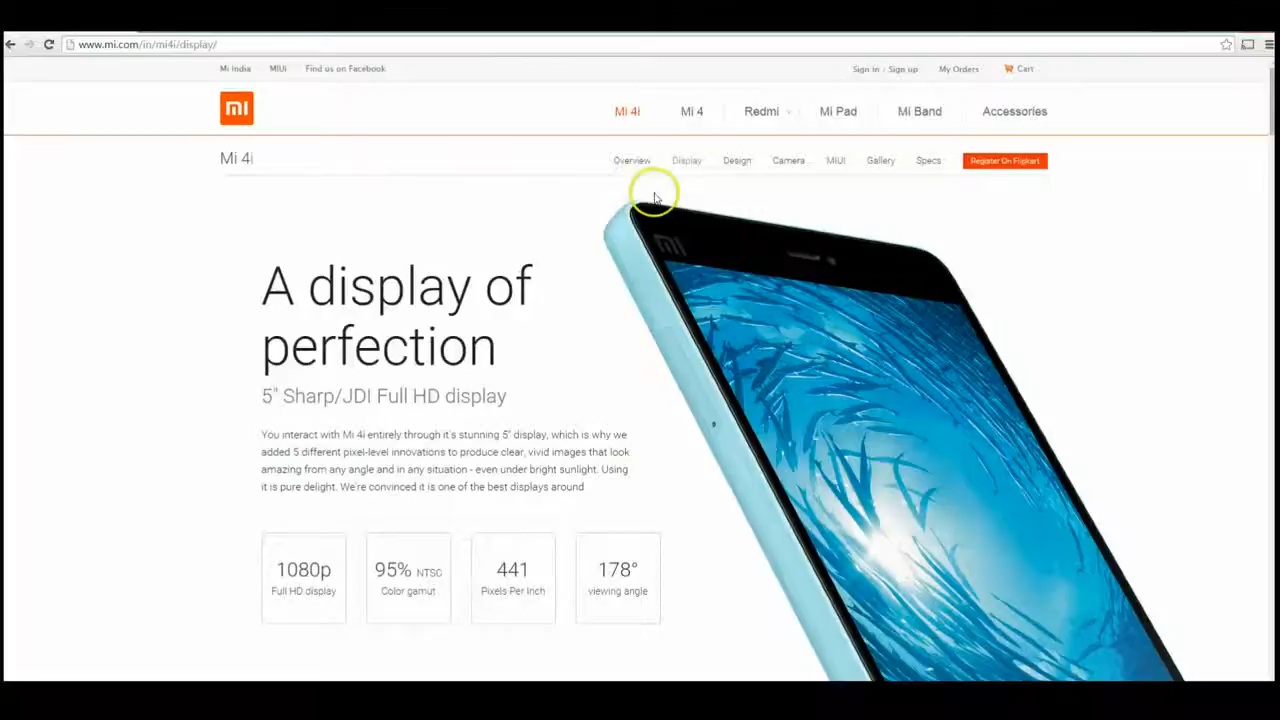 www.mi.com/in/mi4i/display/
Mi India MIUI Find us on Facebook Sign in / Sign up My Orders Cart
mi Mi 4i Mi 4 Redmi Mi Pad Mi Band Accessories
Mi 4i Overview Display Design Camera MIUI Gallery Specs Register On Flipkart
mi
A display of
perfection
5" Sharp/JDI Full HD display
You interact with Mi 4i entirely through it's stunning 5" display, which is why we
added 5 different pixel-level innovations to produce clear, vivid images that look
amazing from any angle and in any situation - even under bright sunlight. Using
it is pure delight. We're convinced it is one of the best displays around
1080p 95% NTSC 441 178°
Full HD display Color gamut Pixels Per Inch viewing angle